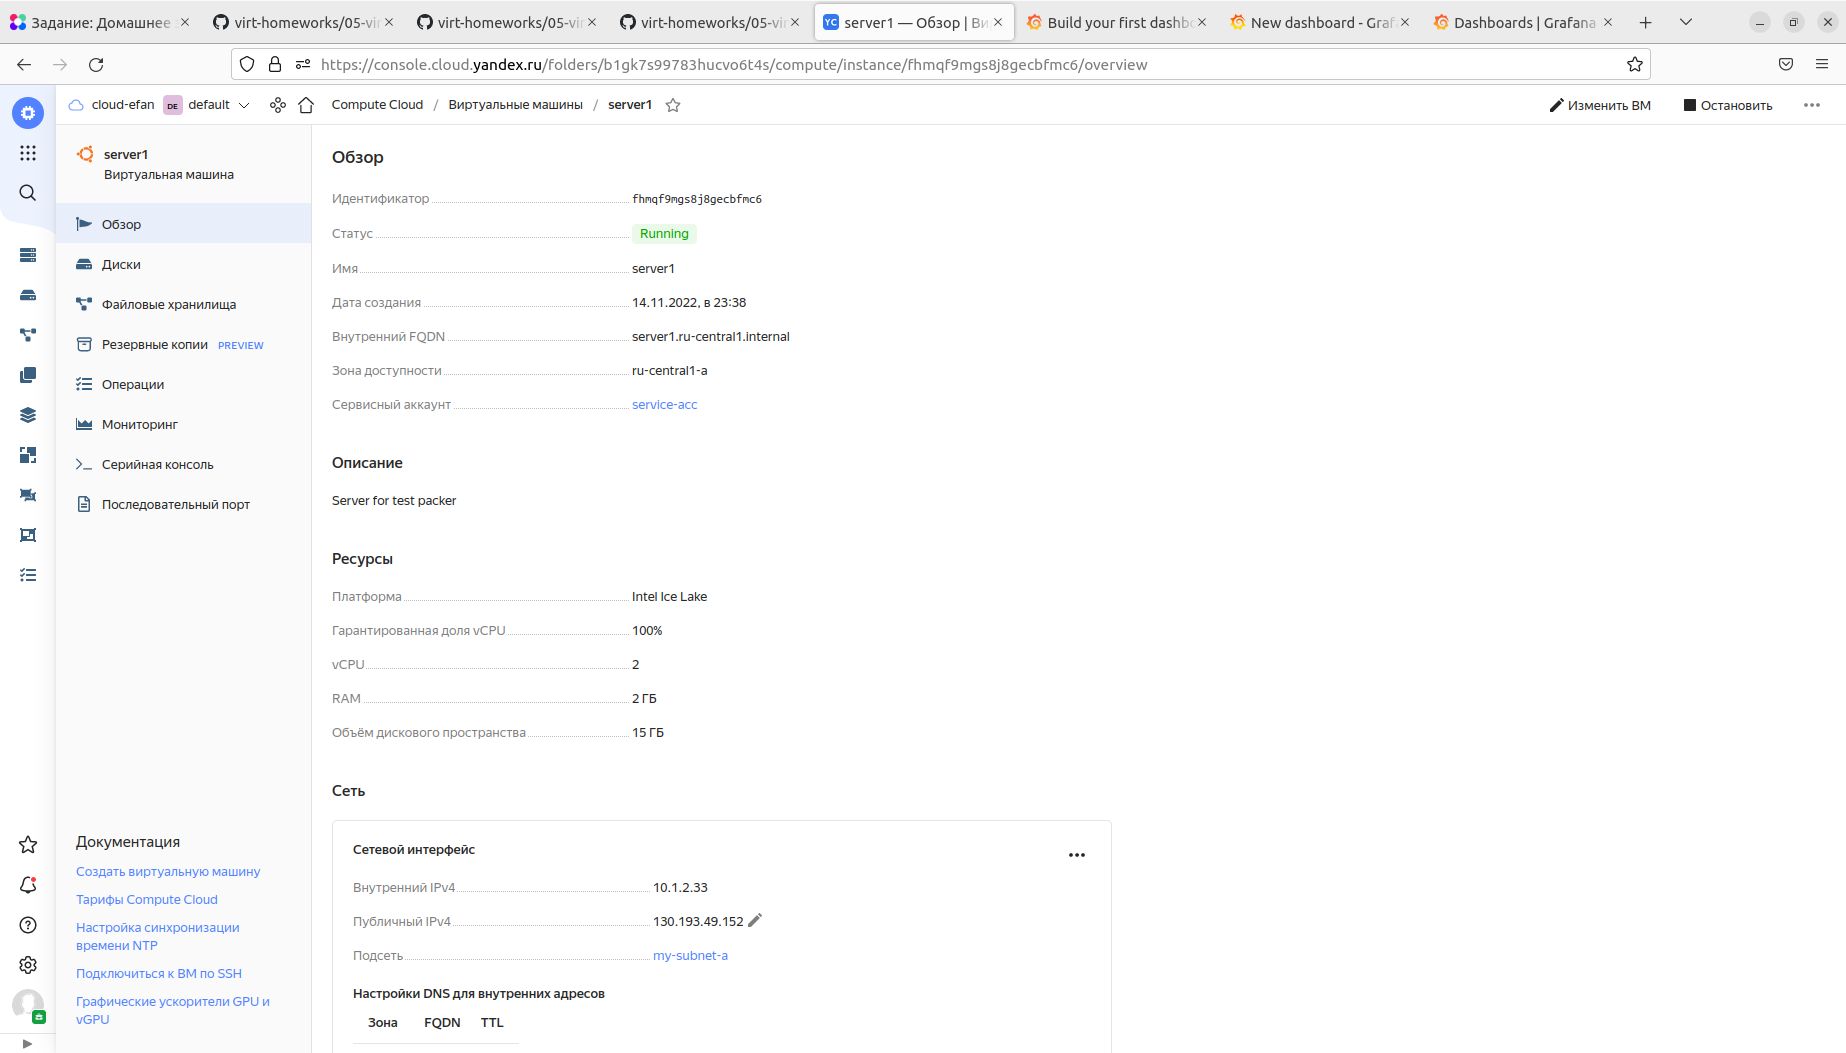 Задание: Домашнее
virt-homeworks/05-vir
virt-homeworks/05-vi
virt-homeworks/05-vir
YC server1 — Обзор | Ви
Build your first dashb
New dashboard - Graf
Dashboards | Grafana
https://console.cloud.yandex.ru/folders/b1gk7s99783hucvo6t4s/compute/instance/fhmqf9mgs8j8gecbfmc6/overview
cloud-efan DE default Compute Cloud / Виртуальные машины / server1
Изменить ВМ
Остановить
server1
Виртуальная машина
Обзор
Диски
Файловые хранилища
Резервные копии PREVIEW
Операции
Мониторинг
Серийная консоль
Последовательный порт
Документация
Создать виртуальную машину
Тарифы Compute Cloud
Настройка синхронизации
времени NTP
Подключиться к ВМ по SSH
Графические ускорители GPU и
vGPU
Обзор
Идентификатор fhmqf9mgs8j8gecbfmc6
Статус Running
Имя server1
Дата создания 14.11.2022, в 23:38
Внутренний FQDN server1.ru-central1.internal
Зона доступности ru-central1-a
Сервисный аккаунт service-acc
Описание
Server for test packer
Ресурсы
Платформа Intel Ice Lake
Гарантированная доля vCPU 100%
vCPU 2
RAM 2 ГБ
Объём дискового пространства 15 ГБ
Сеть
Сетевой интерфейс
Внутренний IPv4 10.1.2.33
Публичный IPv4 130.193.49.152
Подсеть my-subnet-a
Настройки DNS для внутренних адресов
Зона FQDN TTL